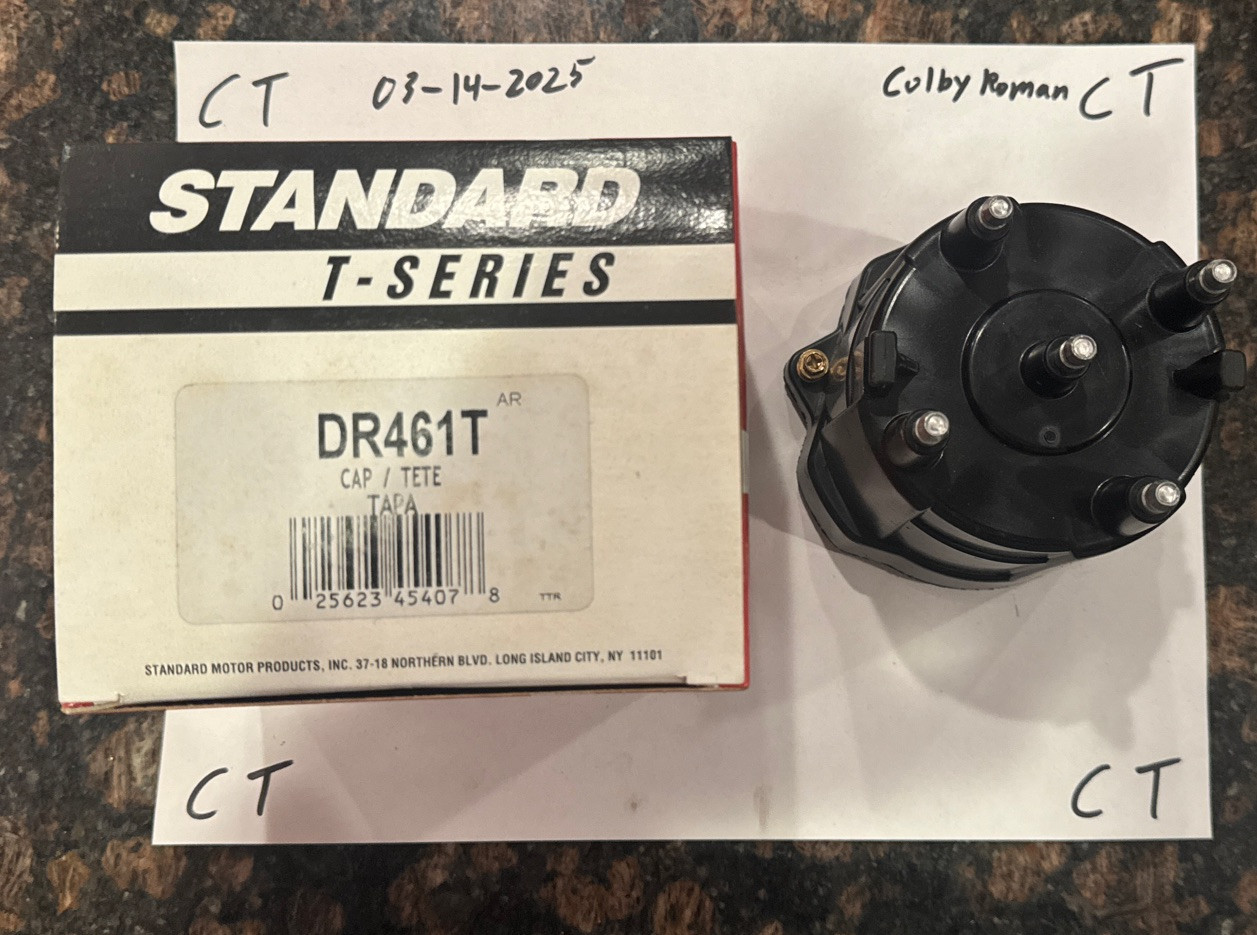 CT 03-14-2025 Colby Roman CT
STANDARD
T-SERIES
AR
DR461T
CAP / TETE
TAPA
0 25623 45407 8 TTR
STANDARD MOTOR PRODUCTS, INC. 37-18 NORTHERN BLVD. LONG ISLAND CITY, NY 11101
CT CT